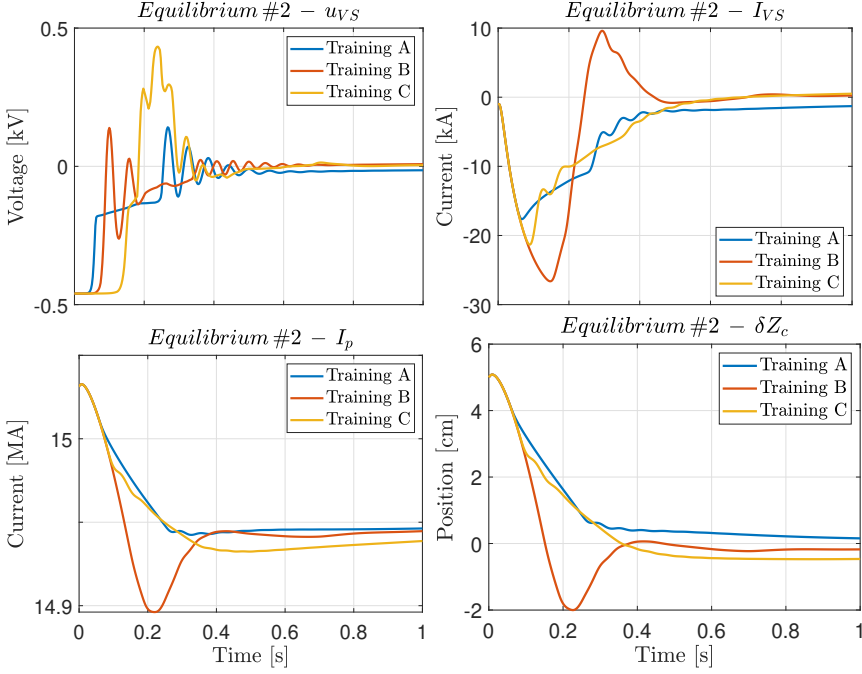 Equilibrium #2 − u_VS
0.5
0
-0.5
Voltage [kV]
Training A
Training B
Training C
Equilibrium #2 − I_VS
10
0
-10
-20
-30
Current [kA]
Training A
Training B
Training C
Equilibrium #2 − I_p
15
14.9
Current [MA]
Training A
Training B
Training C
0 0.2 0.4 0.6 0.8 1
Time [s]
Equilibrium #2 − δZ_c
6
4
2
0
-2
Position [cm]
Training A
Training B
Training C
0 0.2 0.4 0.6 0.8 1
Time [s]